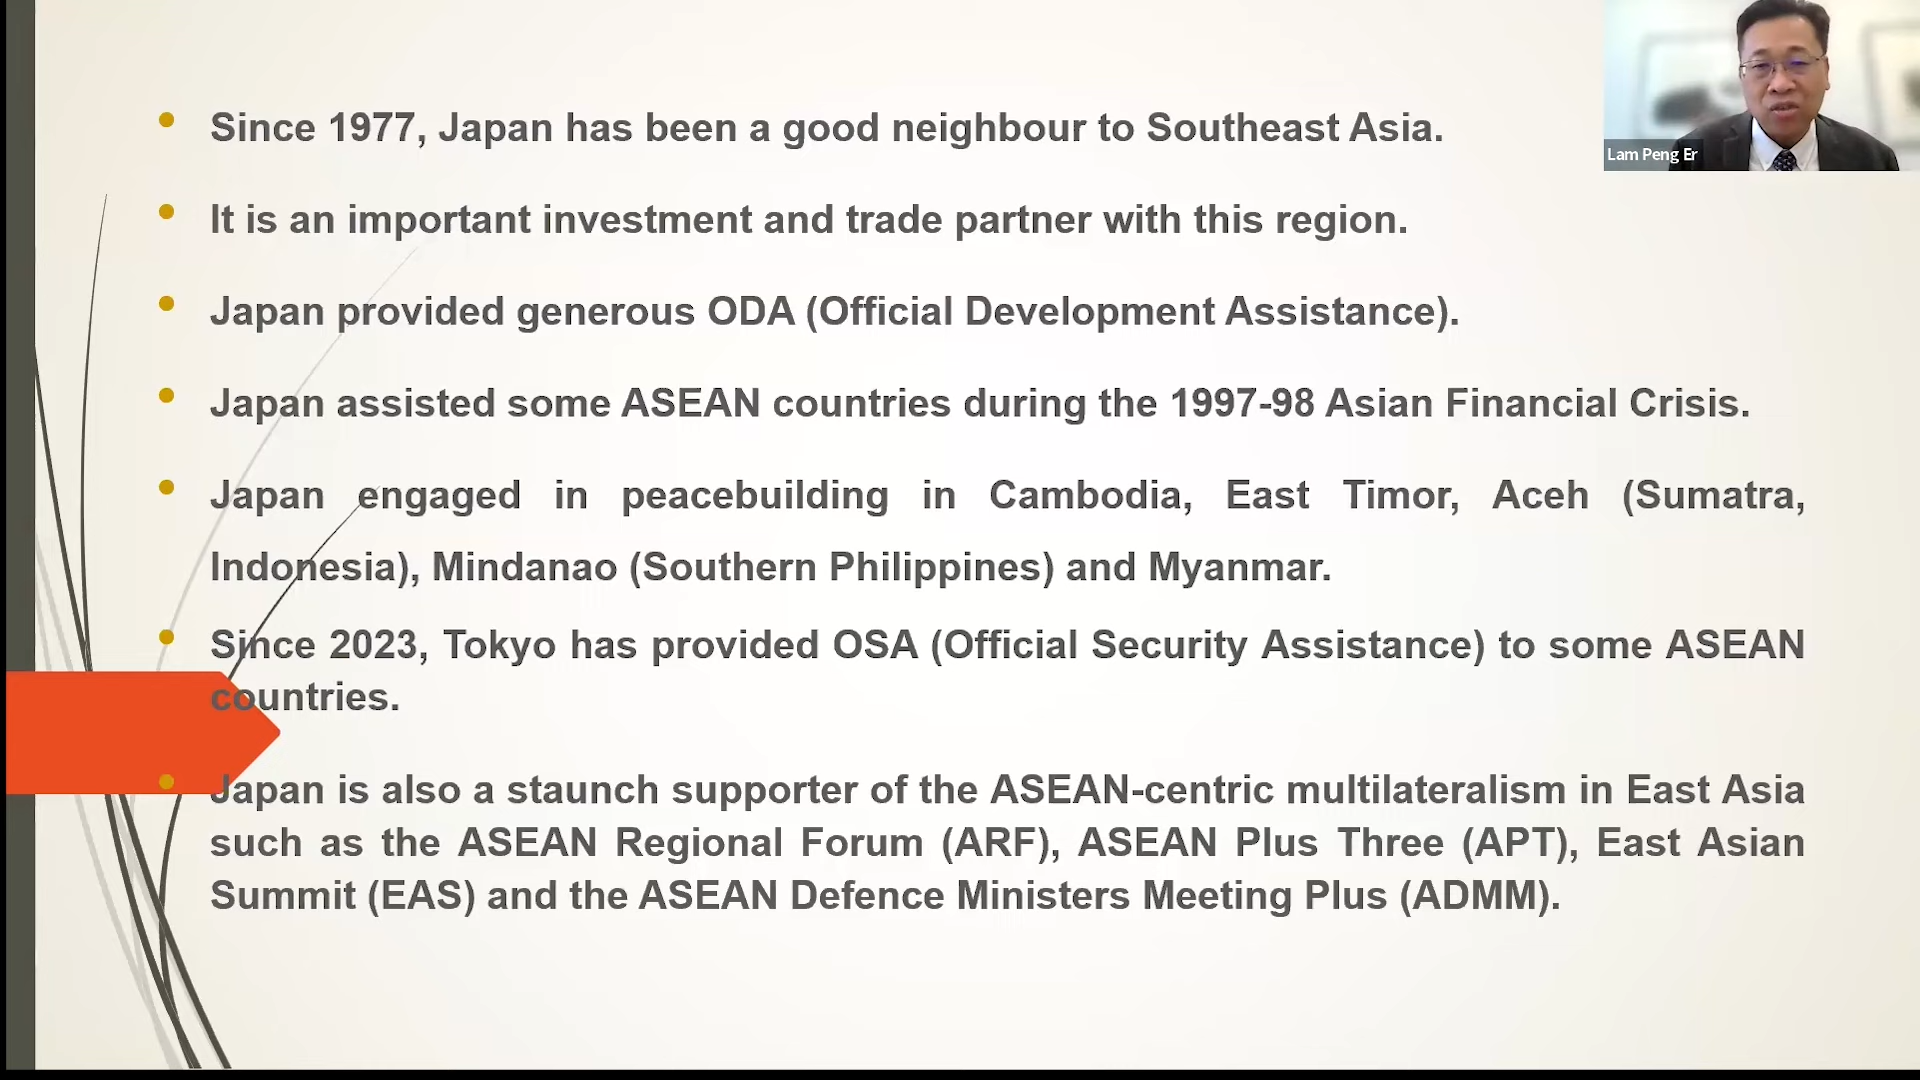 Since 1977, Japan has been a good neighbour to Southeast Asia.
It is an important investment and trade partner with this region.
Japan provided generous ODA (Official Development Assistance).
Japan assisted some ASEAN countries during the 1997-98 Asian Financial Crisis.
Japan engaged in peacebuilding in Cambodia, East Timor, Aceh (Sumatra,
Indonesia), Mindanao (Southern Philippines) and Myanmar.
Since 2023, Tokyo has provided OSA (Official Security Assistance) to some ASEAN
countries.
Japan is also a staunch supporter of the ASEAN-centric multilateralism in East Asia
such as the ASEAN Regional Forum (ARF), ASEAN Plus Three (APT), East Asian
Summit (EAS) and the ASEAN Defence Ministers Meeting Plus (ADMM).
Lam Peng Er